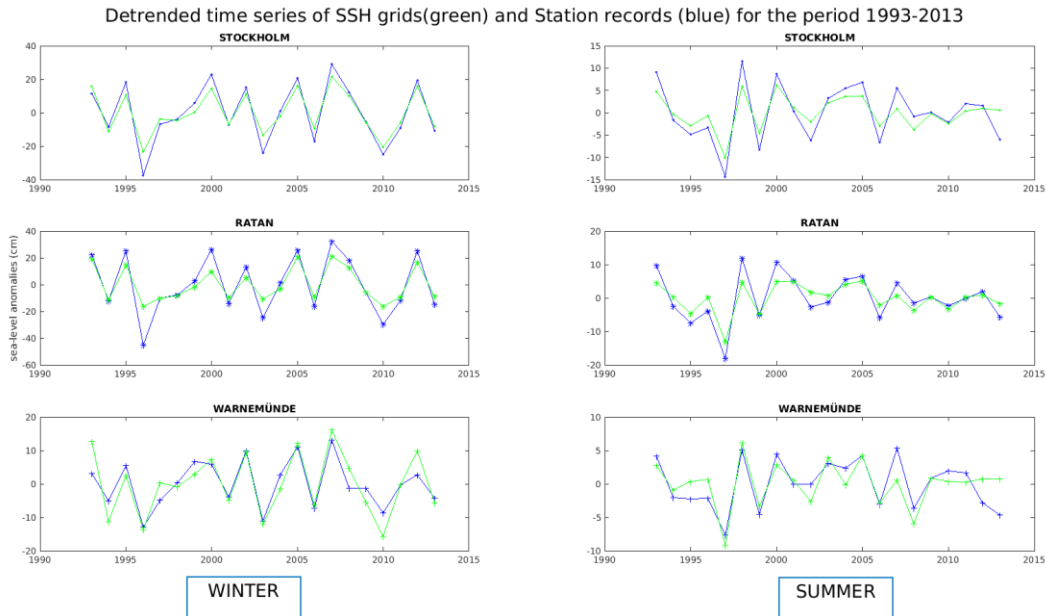 Detrended time series of SSH grids(green) and Station records (blue) for the period 1993-2013
STOCKHOLM
40
20
0
-20
-40
1990 1995 2000 2005 2010 2015
RATAN
sea-level anomalies (cm)
40
20
0
-20
-40
-60
1990 1995 2000 2005 2010 2015
WARNEMÜNDE
20
10
0
-10
-20
1990 1995 2000 2005 2010 2015
WINTER
STOCKHOLM
15
10
5
0
-5
-10
-15
1990 1995 2000 2005 2010 2015
RATAN
20
10
0
-10
-20
1990 1995 2000 2005 2010 2015
WARNEMÜNDE
10
5
0
-5
-10
1990 1995 2000 2005 2010 2015
SUMMER